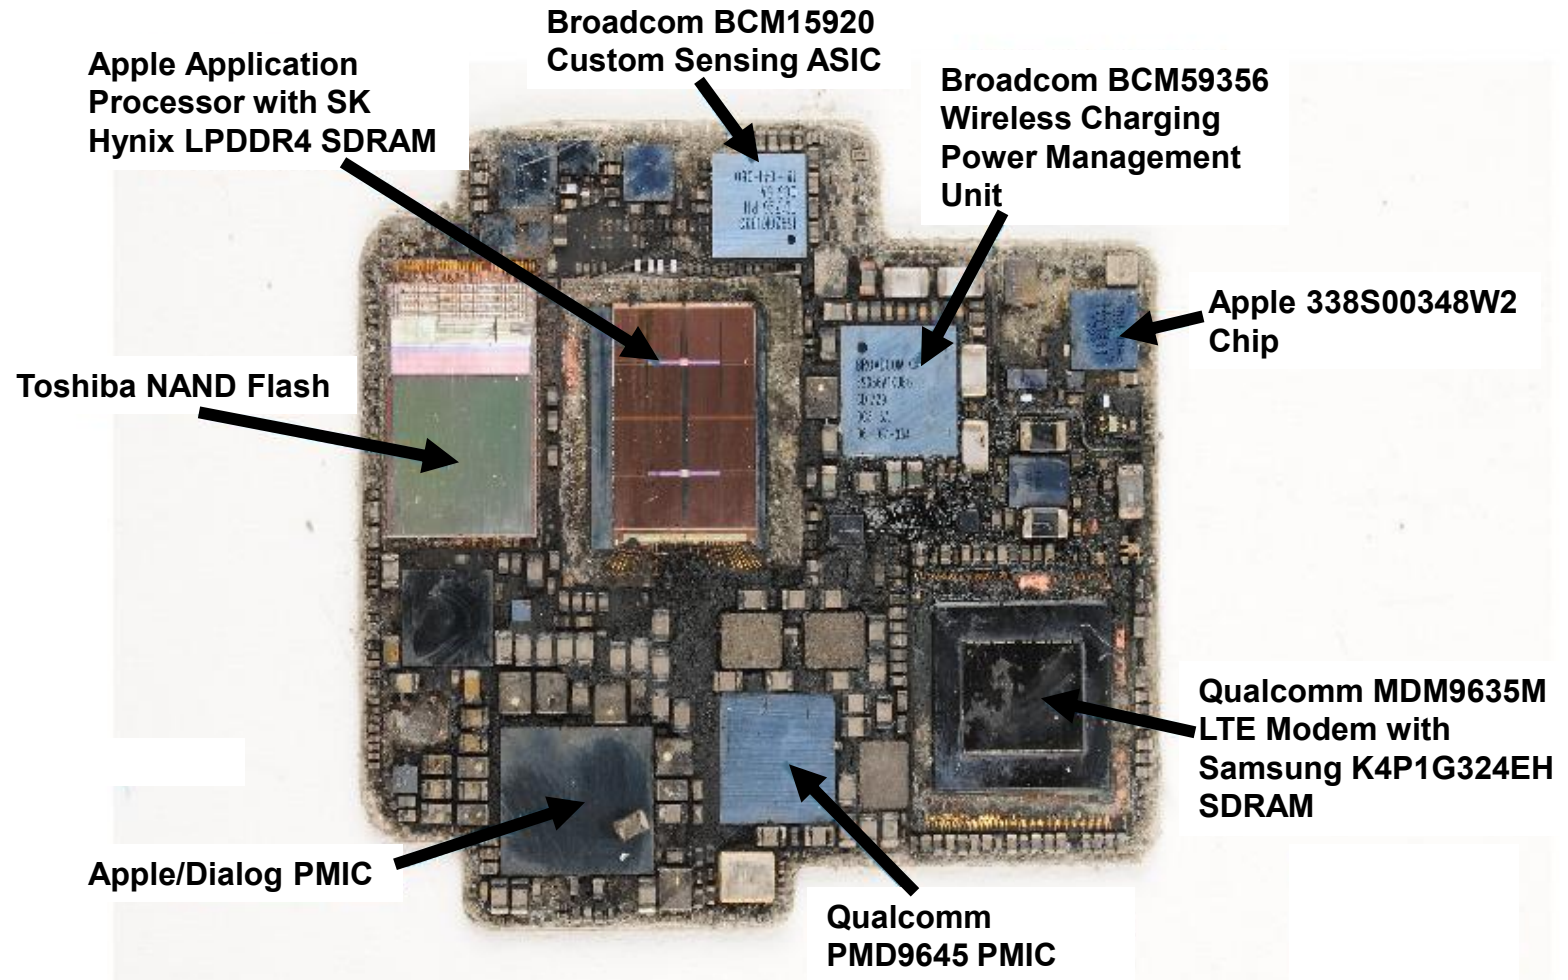 Broadcom BCM15920
Custom Sensing ASIC
Apple Application
Processor with SK
Hynix LPDDR4 SDRAM
Broadcom BCM59356
Wireless Charging
Power Management
Unit
Apple 338S00348W2
Chip
Toshiba NAND Flash
BROADCOM
Qualcomm MDM9635M
LTE Modem with
Samsung K4P1G324EH
SDRAM
Apple/Dialog PMIC
Qualcomm
PMD9645 PMIC